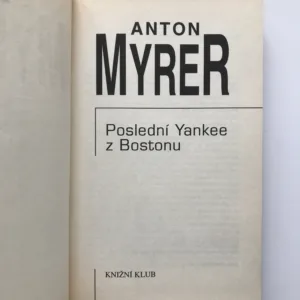 ANTON
MYRER
Poslední Yankee
z Bostonu
KNIŽNÍ KLUB